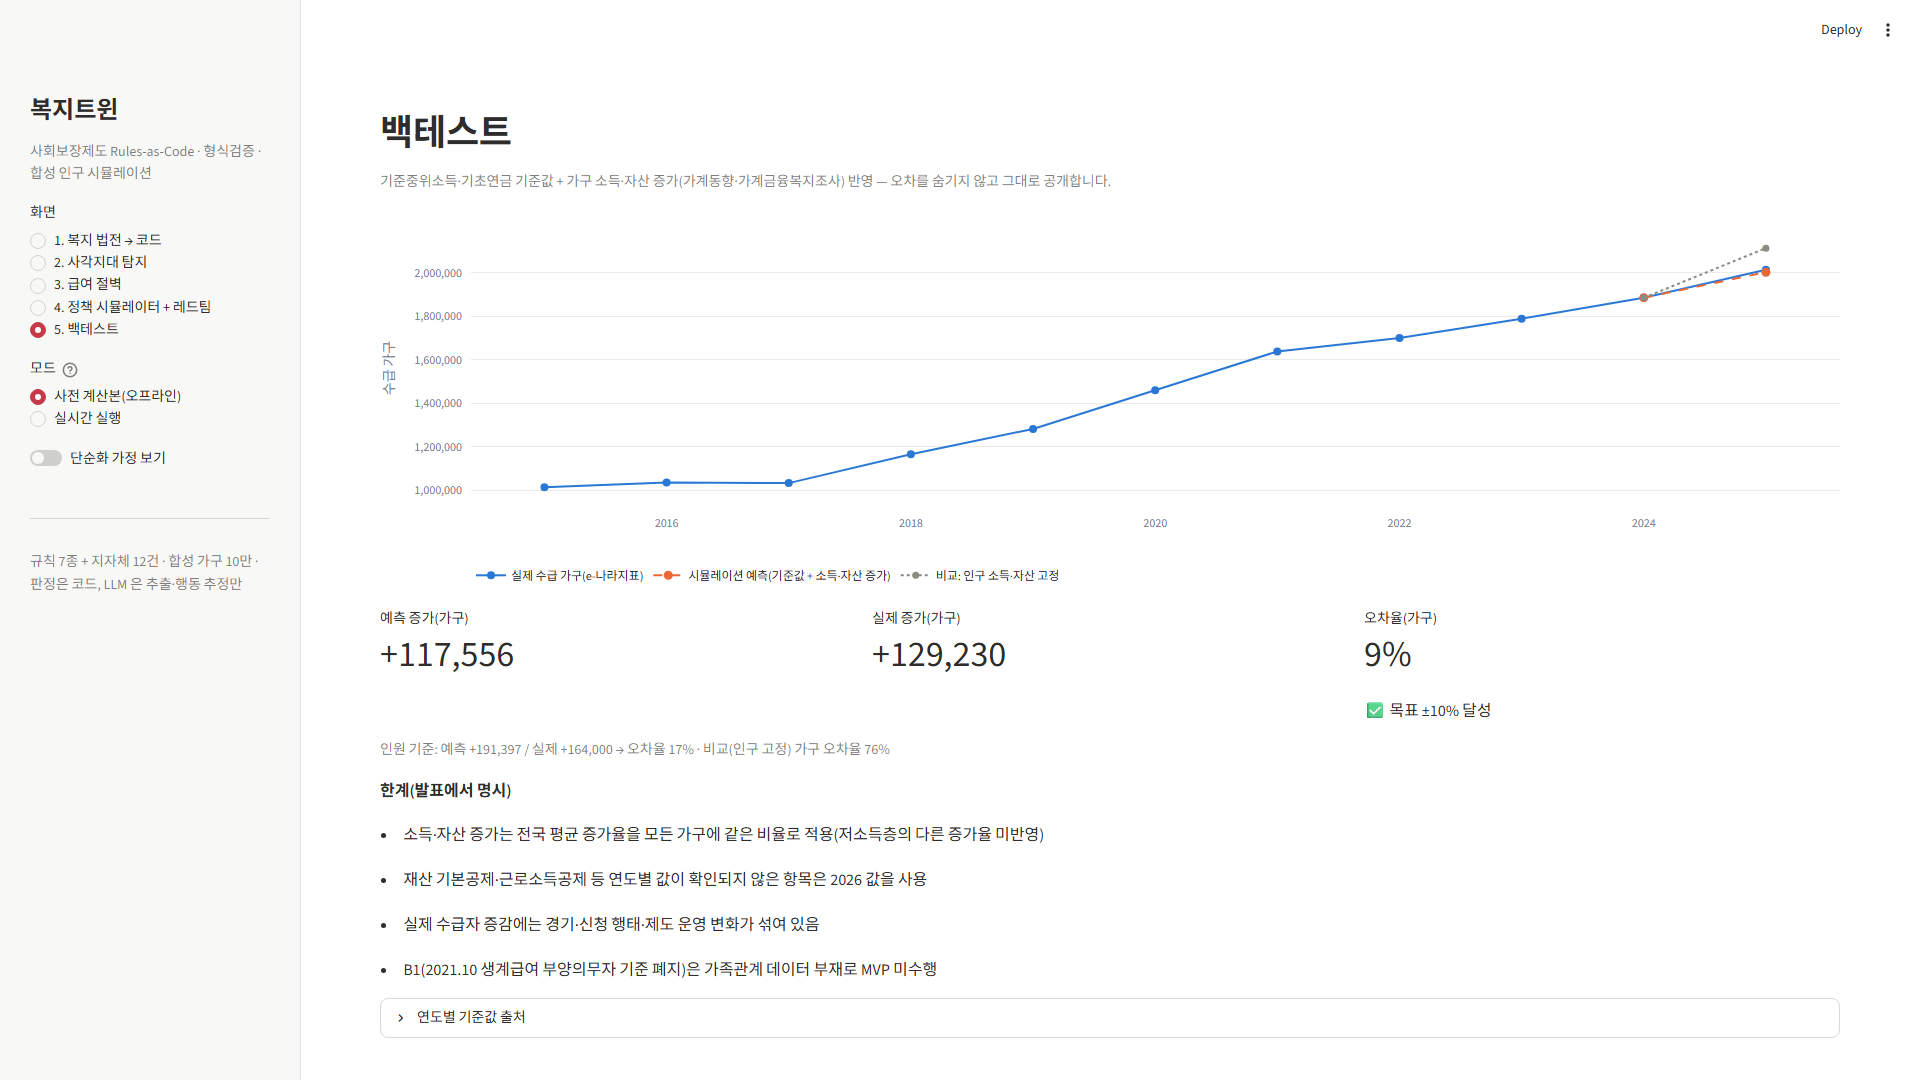 Deploy
복지트윈
사회보장제도 Rules-as-Code · 형식검증 ·
합성 인구 시뮬레이션
화면
1. 복지 법전 → 코드
2. 사각지대 탐지
3. 급여 절벽
4. 정책 시뮬레이터 + 레드팀
5. 백테스트
모드
사전 계산본(오프라인)
실시간 실행
단순화 가정 보기
규칙 7종 + 지자체 12건 · 합성 가구 10만 ·
판정은 코드, LLM 은 추출·행동 추정만
백테스트
기준중위소득·기초연금 기준값 + 가구 소득·자산 증가(가계동향·가계금융복지조사) 반영 — 오차를 숨기지 않고 그대로 공개합니다.
수급 가구
2,000,000
1,800,000
1,600,000
1,400,000
1,200,000
1,000,000
2016 2018 2020 2022 2024
실제 수급 가구(e-나라지표) 시뮬레이션 예측(기준값 + 소득·자산 증가) 비교: 인구 소득·자산 고정
예측 증가(가구) 실제 증가(가구) 오차율(가구)
+117,556 +129,230 9%
✅ 목표 ±10% 달성
인원 기준: 예측 +191,397 / 실제 +164,000 → 오차율 17% · 비교(인구 고정) 가구 오차율 76%
한계(발표에서 명시)
• 소득·자산 증가는 전국 평균 증가율을 모든 가구에 같은 비율로 적용(저소득층의 다른 증가율 미반영)
• 재산 기본공제·근로소득공제 등 연도별 값이 확인되지 않은 항목은 2026 값을 사용
• 실제 수급자 증감에는 경기·신청 행태·제도 운영 변화가 섞여 있음
• B1(2021.10 생계급여 부양의무자 기준 폐지)은 가족관계 데이터 부재로 MVP 미수행
연도별 기준값 출처